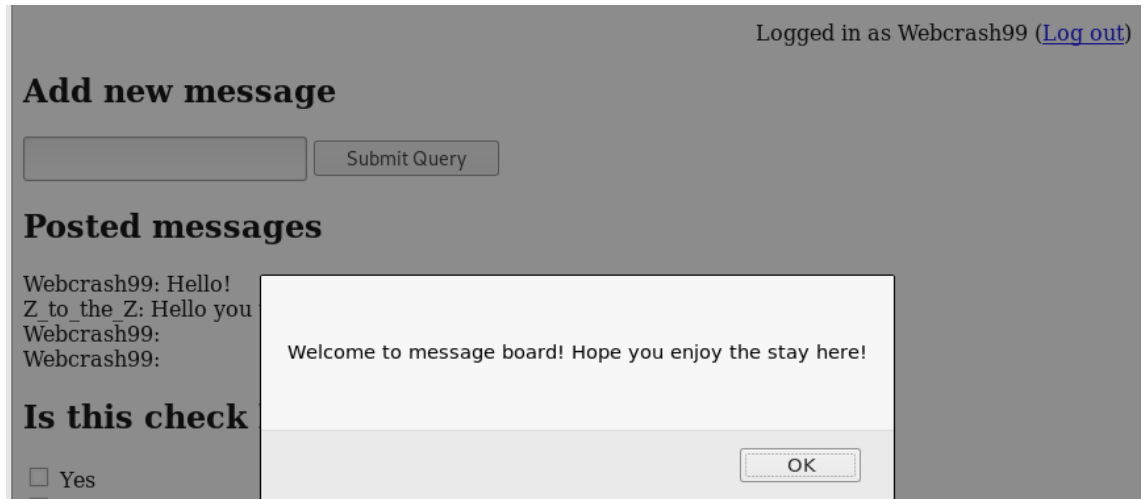 Logged in as Webcrash99 (Log out)
Add new message
Submit Query
Posted messages
Webcrash99: Hello!
Z_to_the_Z: Hello you
Webcrash99:
Webcrash99:
Welcome to message board! Hope you enjoy the stay here!
Is this check
OK
Yes